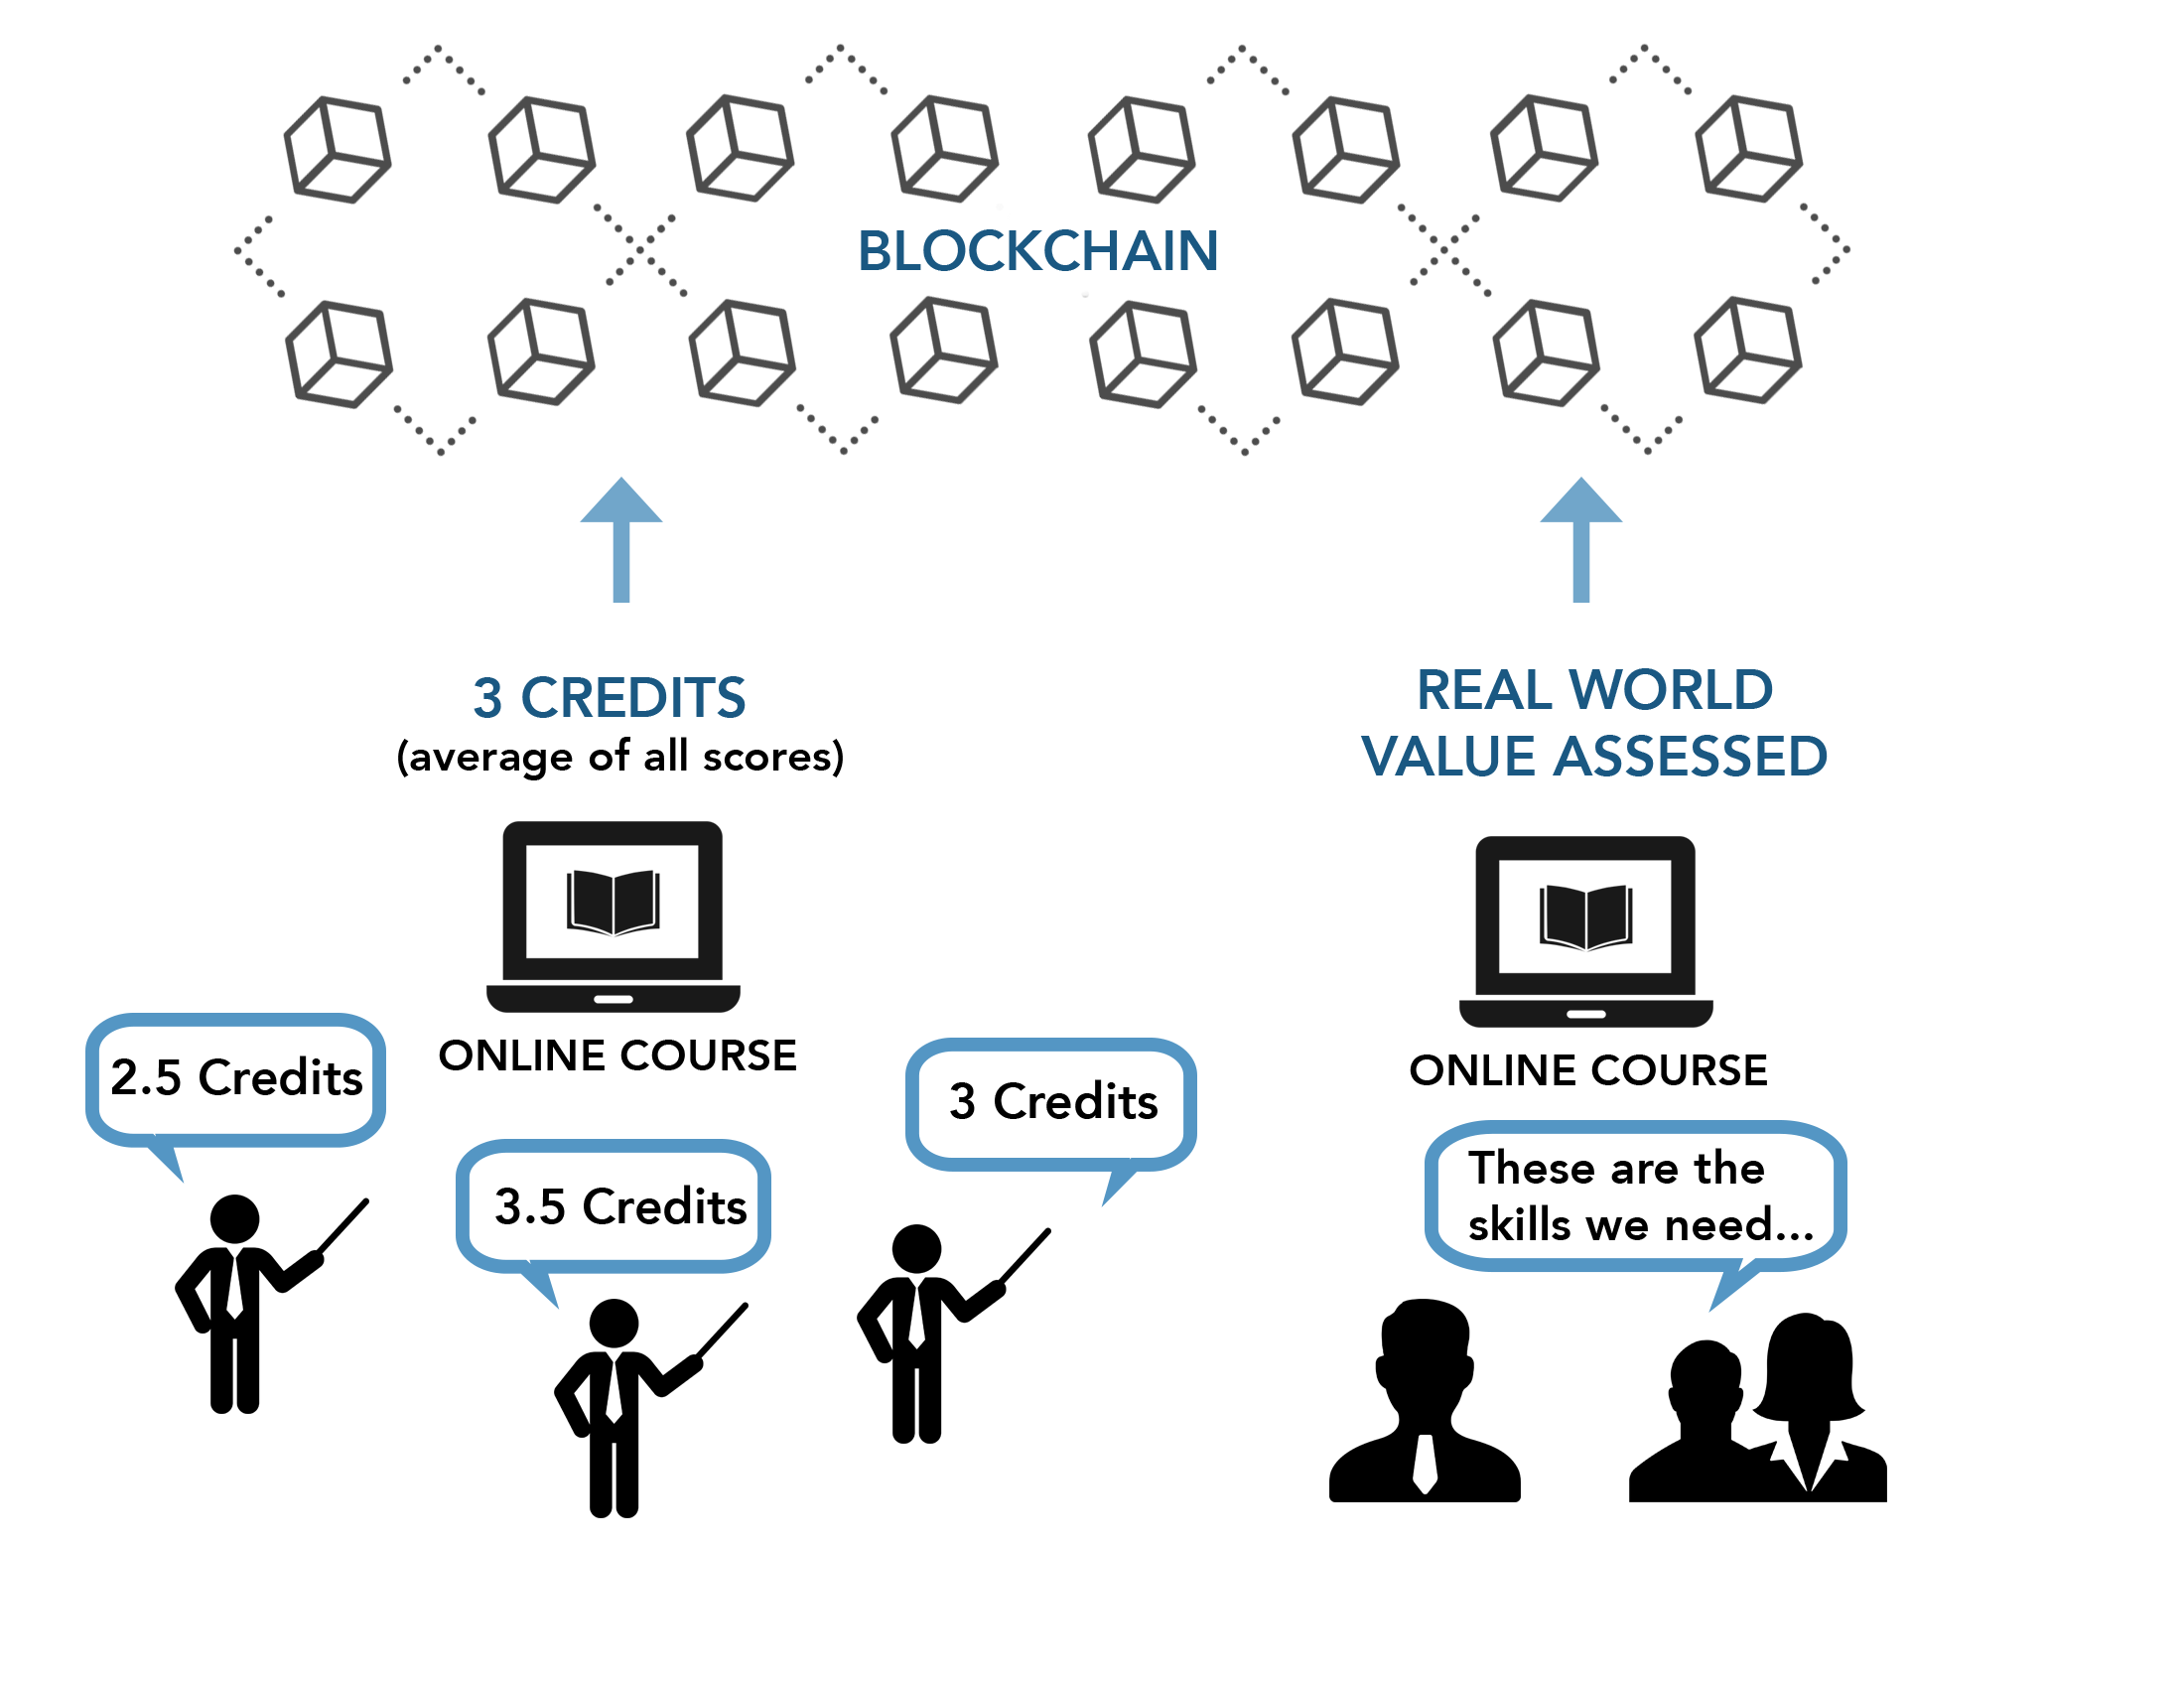 BLOCKCHAIN
3 CREDITS
(average of all scores)
ONLINE COURSE
2.5 Credits
3.5 Credits
3 Credits
REAL WORLD
VALUE ASSESSED
ONLINE COURSE
These are the
skills we need...